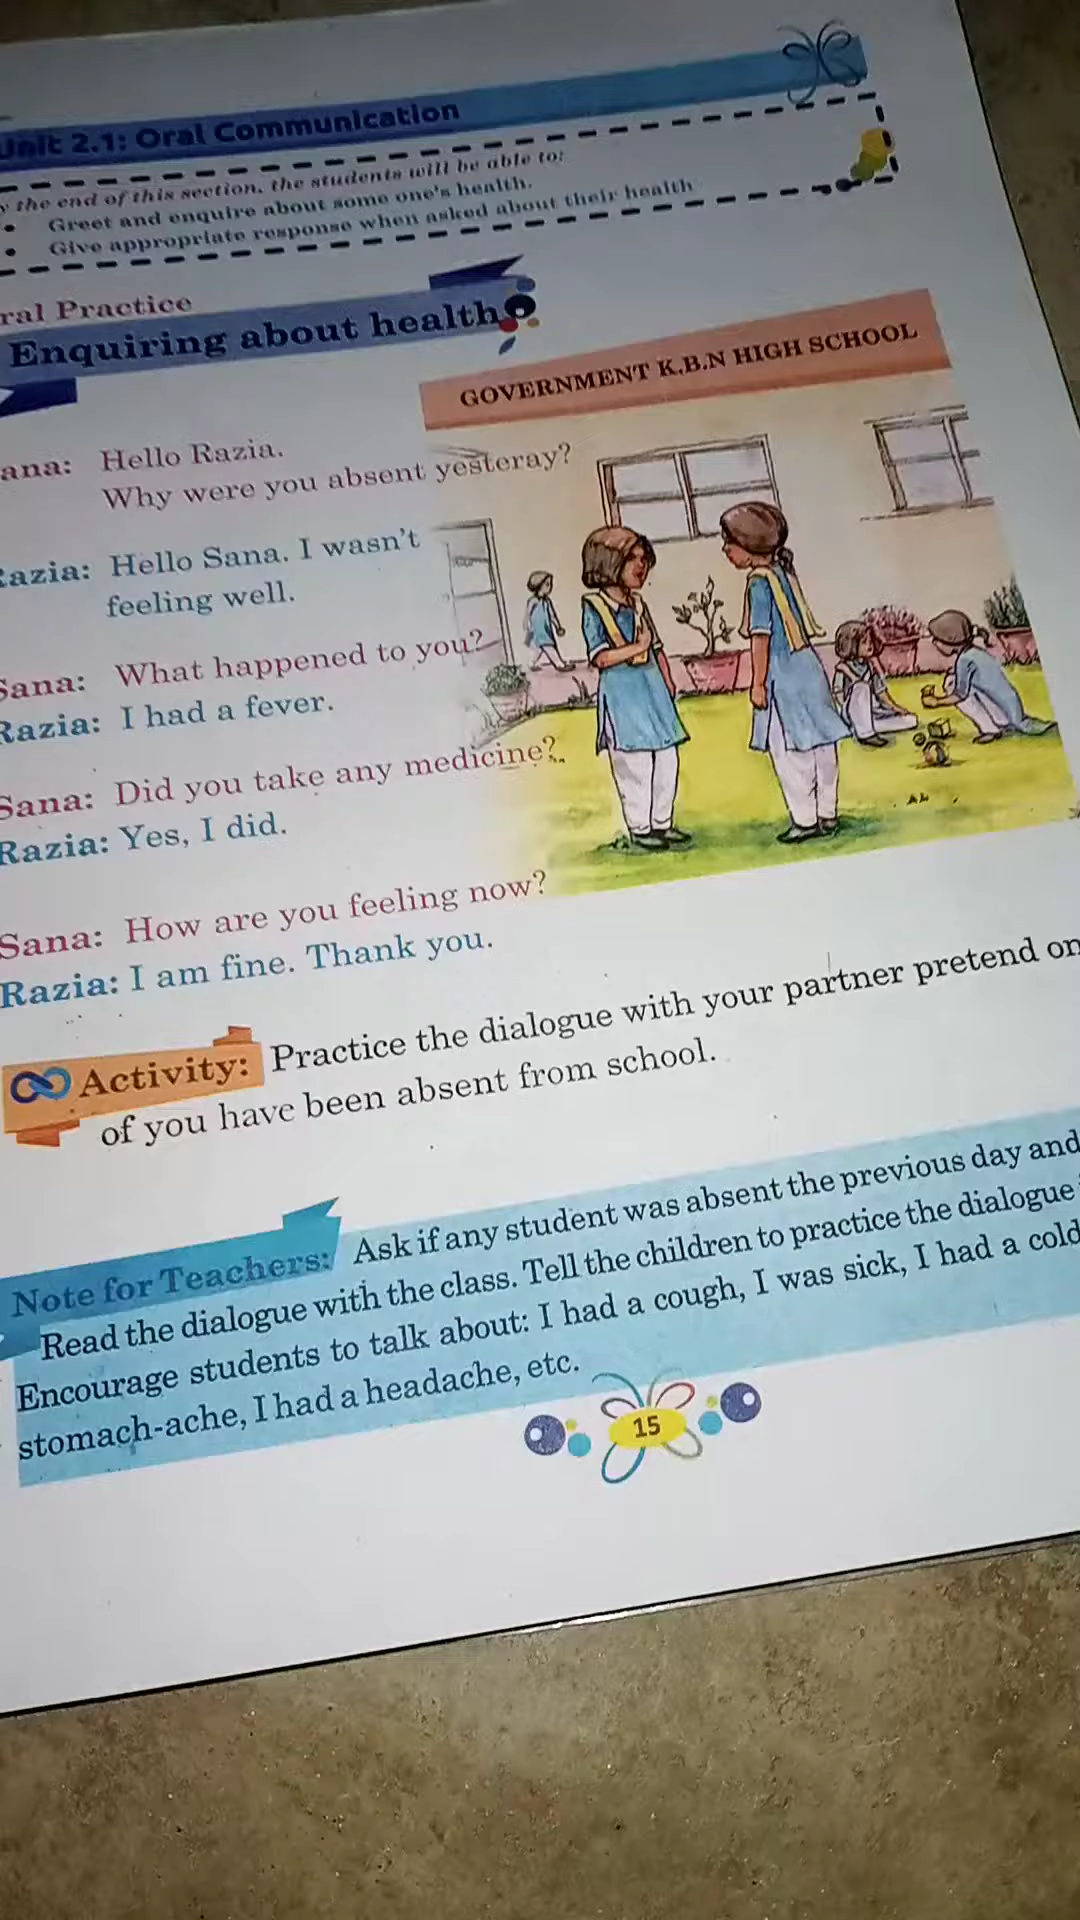 Unit 2.1: Oral Communication
the end of this section, the students will be able to:
• Greet and enquire about some one's health.
• Give appropriate response when asked about their health
ral Practice
Enquiring about health
GOVERNMENT K.B.N HIGH SCHOOL
ana: Hello Razia.
Why were you absent yesteray?
Razia: Hello Sana. I wasn't
feeling well.
Sana: What happened to you?
Razia: I had a fever.
Sana: Did you take any medicine?
Razia: Yes, I did.
Sana: How are you feeling now?
Razia: I am fine. Thank you.
Activity: Practice the dialogue with your partner pretend on
of you have been absent from school.
Note for Teachers: Ask if any student was absent the previous day and
Read the dialogue with the class. Tell the children to practice the dialogue
Encourage students to talk about: I had a cough, I was sick, I had a cold
stomach-ache, I had a headache, etc.
15